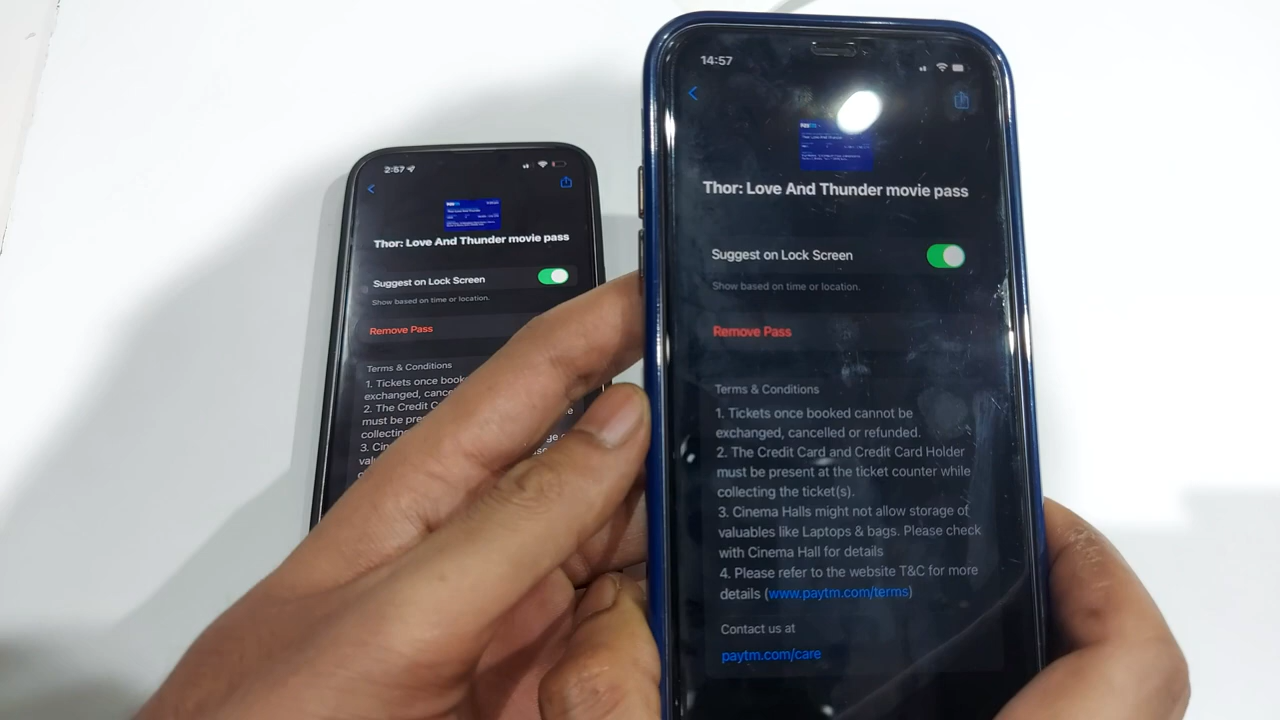 2:57
Thor: Love And Thunder movie pass
Suggest on Lock Screen
Show based on time or location.
Remove Pass
Terms & Conditions
1. Tickets once
exchanged,
2. The Credit
must be
3.
14:57
Thor: Love And Thunder movie pass
Suggest on Lock Screen
Show based on time or location.
Remove Pass
Terms & Conditions
1. Tickets once booked cannot be
exchanged, cancelled or refunded.
2. The Credit Card and Credit Card Holder
must be present at the ticket counter while
collecting the ticket(s).
3. Cinema Halls might not allow storage of
valuables like Laptops & bags. Please check
with Cinema Hall for details
4. Please refer to the website T&C for more
details (www.paytm.com/terms)
Contact us at
paytm.com/care